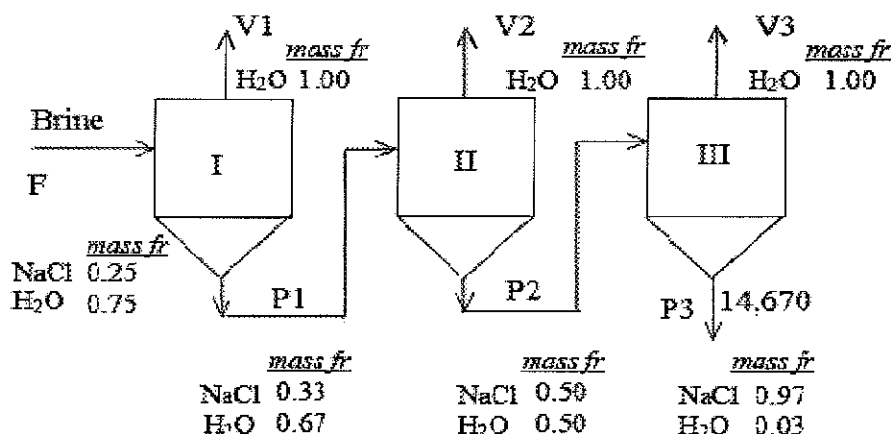 V1
mass fr
H₂O 1.00
V2
mass fr
H₂O 1.00
V3
mass fr
H₂O 1.00
Brine
F
I
II
III
mass fr
NaCl 0.25
H₂O 0.75
P1
P2
P3
14,670
mass fr
NaCl 0.33
H₂O 0.67
mass fr
NaCl 0.50
H₂O 0.50
mass fr
NaCl 0.97
H₂O 0.03